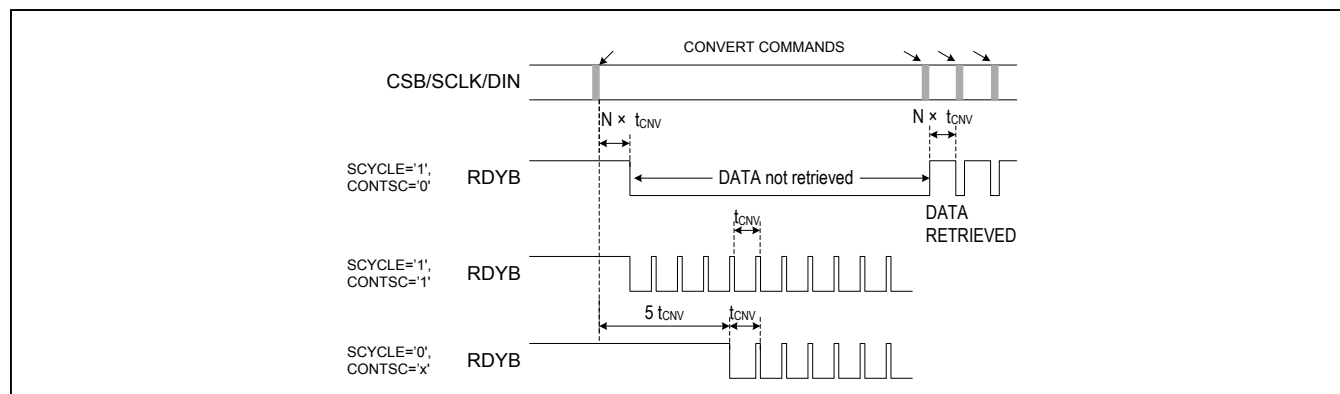 CONVERT COMMANDS
CSB/SCLK/DIN
N × tCNV
N × tCNV
SCYCLE='1',
CONTSC='0'
RDYB
DATA not retrieved
DATA
RETRIEVED
tCNV
SCYCLE='1',
CONTSC='1'
RDYB
5 tCNV
tCNV
SCYCLE='0',
CONTSC='x'
RDYB